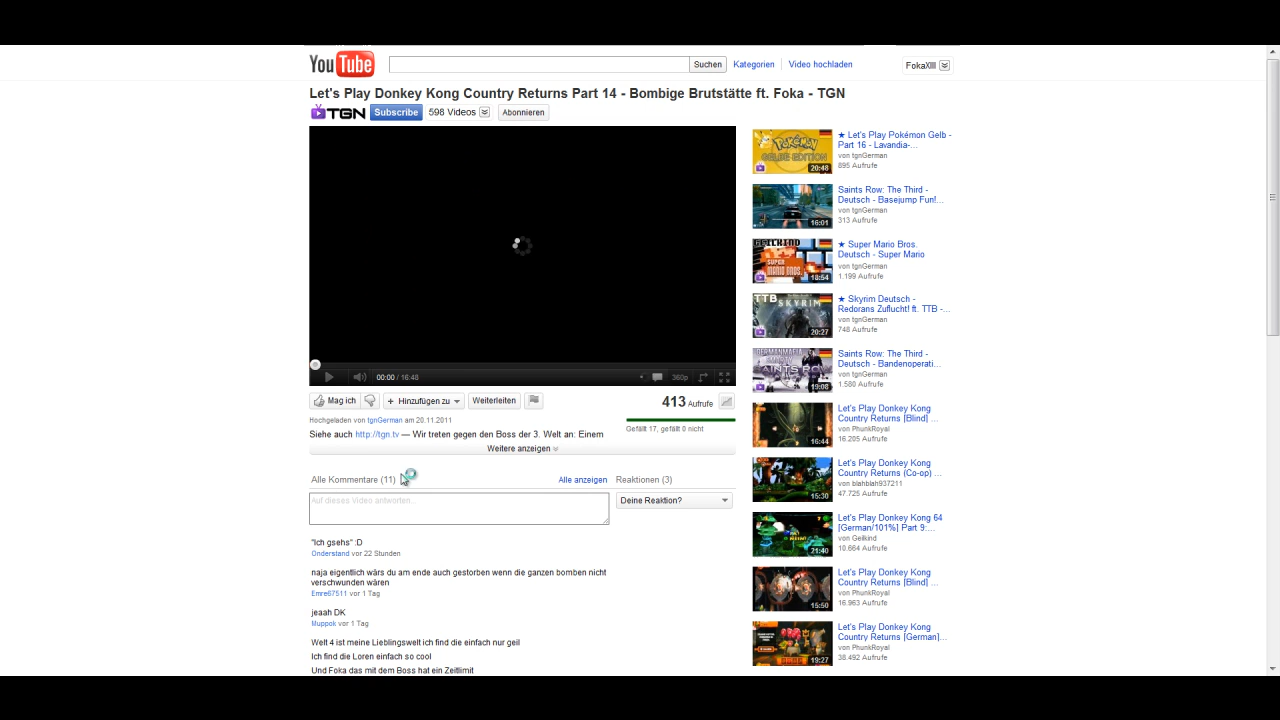 YouTube
Suchen
Kategorien
Video hochladen
Let's Play Donkey Kong Country Returns Part 14 - Bombige Brutstätte ft. Foka - TGN
TGN
Subscribe
598 Videos
Abonnieren
00:00 / 16:48
360p
Mag ich
+ Hinzufügen zu
Weiterleiten
413 Aufrufe
Hochgeladen von tgnGerman am 20.11.2011
Gefällt 17, gefällt 0 nicht
Siehe auch http://tgn.tv — Wir treten gegen den Boss der 3. Welt an: Einem
Weitere anzeigen
Alle Kommentare (11)
Alle anzeigen
Auf dieses Video antworten...
Reaktionen (3)
Deine Reaktion?
"Ich gsehs" :D
Onderstand vor 22 Stunden
naja eigentlich wärs du am ende auch gestorben wenn die ganzen bomben nicht
verschwunden wären
Emre67511 vor 1 Tag
jeaah DK
Muppok vor 1 Tag
Welt 4 ist meine Lieblingswelt ich find die einfach nur geil
Ich find die Loren einfach so cool
Und Foka das mit dem Boss hat ein Zeitlimit
POKÉMON
GELBE EDITION
20:48
★ Let's Play Pokémon Gelb -
Part 16 - Lavandia-...
von tgnGerman
895 Aufrufe
16:01
Saints Row: The Third -
Deutsch - Basejump Fun!...
von tgnGerman
313 Aufrufe
GEILKIND
SUPER
MARIO BROS.
18:54
★ Super Mario Bros.
Deutsch - Super Mario
von tgnGerman
1.199 Aufrufe
TTB
SKYRIM
20:27
★ Skyrim Deutsch -
Redorans Zuflucht! ft. TTB -...
von tgnGerman
748 Aufrufe
19:08
Saints Row: The Third -
Deutsch - Bandenoperati...
von tgnGerman
1.580 Aufrufe
16:44
Let's Play Donkey Kong
Country Returns [Blind] ...
von PhunkRoyal
16.205 Aufrufe
15:30
Let's Play Donkey Kong
Country Returns (Co-op) ...
von blahblah937211
47.725 Aufrufe
21:40
Let's Play Donkey Kong 64
[German/101%] Part 9:...
von Geilkind
10.664 Aufrufe
15:50
Let's Play Donkey Kong
Country Returns [Blind] ...
von PhunkRoyal
16.963 Aufrufe
19:27
Let's Play Donkey Kong
Country Returns [German]...
von PhunkRoyal
38.492 Aufrufe